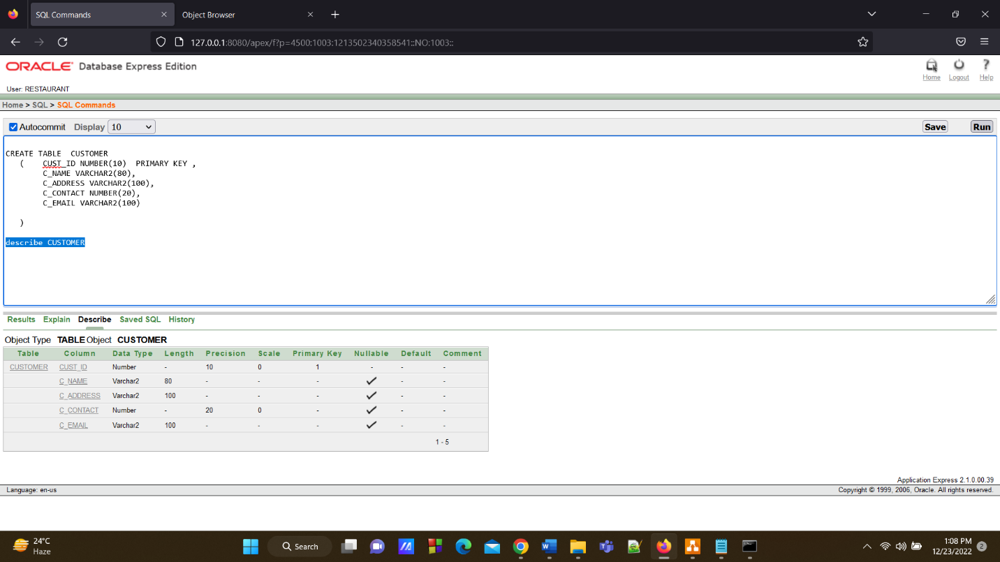 SQL Commands
Object Browser
127.0.0.1:8080/apex/f?p=4500:1003:1213502340358541::NO:1003::
ORACLE Database Express Edition
Home Logout Help
User: RESTAURANT
Home > SQL > SQL Commands
Autocommit Display 10 Save Run
CREATE TABLE CUSTOMER
( CUST_ID NUMBER(10) PRIMARY KEY ,
C_NAME VARCHAR2(80),
C_ADDRESS VARCHAR2(100),
C_CONTACT NUMBER(20),
C_EMAIL VARCHAR2(100)
)
describe CUSTOMER
Results Explain Describe Saved SQL History
Object Type TABLE Object CUSTOMER
Table Column Data Type Length Precision Scale Primary Key Nullable Default Comment
CUSTOMER CUST_ID Number - 10 0 1 - - -
C_NAME Varchar2 80 - - - ✓ - -
C_ADDRESS Varchar2 100 - - - ✓ - -
C_CONTACT Number - 20 0 - ✓ - -
C_EMAIL Varchar2 100 - - - ✓ - -
1 - 5
Application Express 2.1.0.00.39
Language: en-us Copyright © 1999, 2006, Oracle. All rights reserved.
24°C
Haze
Search
1:08 PM
12/23/2022
2